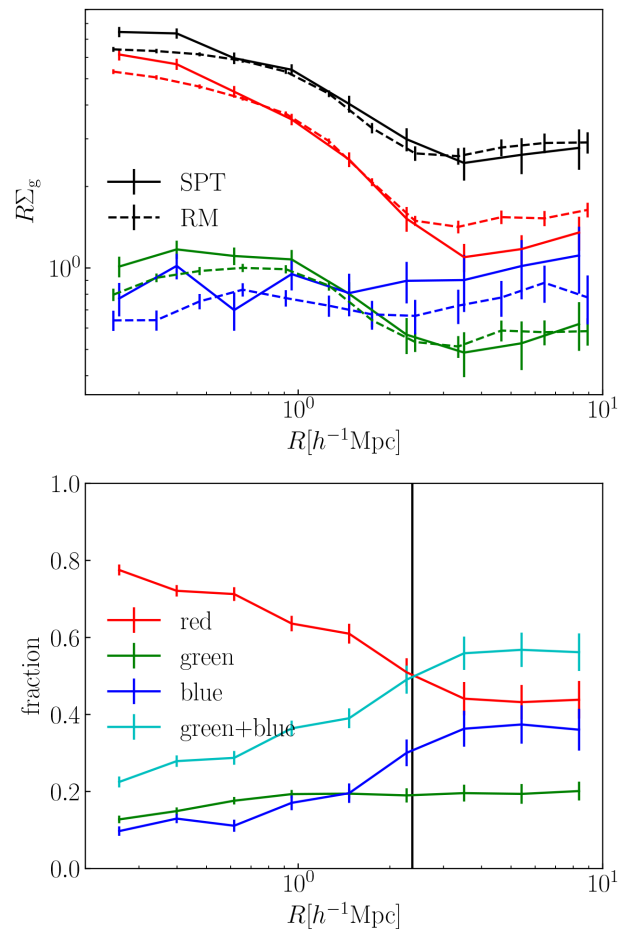 RΣ_g
SPT
RM
10⁰
10⁰
10¹
R[h⁻¹Mpc]
fraction
1.0
0.8
0.6
0.4
0.2
0.0
red
green
blue
green+blue
10⁰
10¹
R[h⁻¹Mpc]